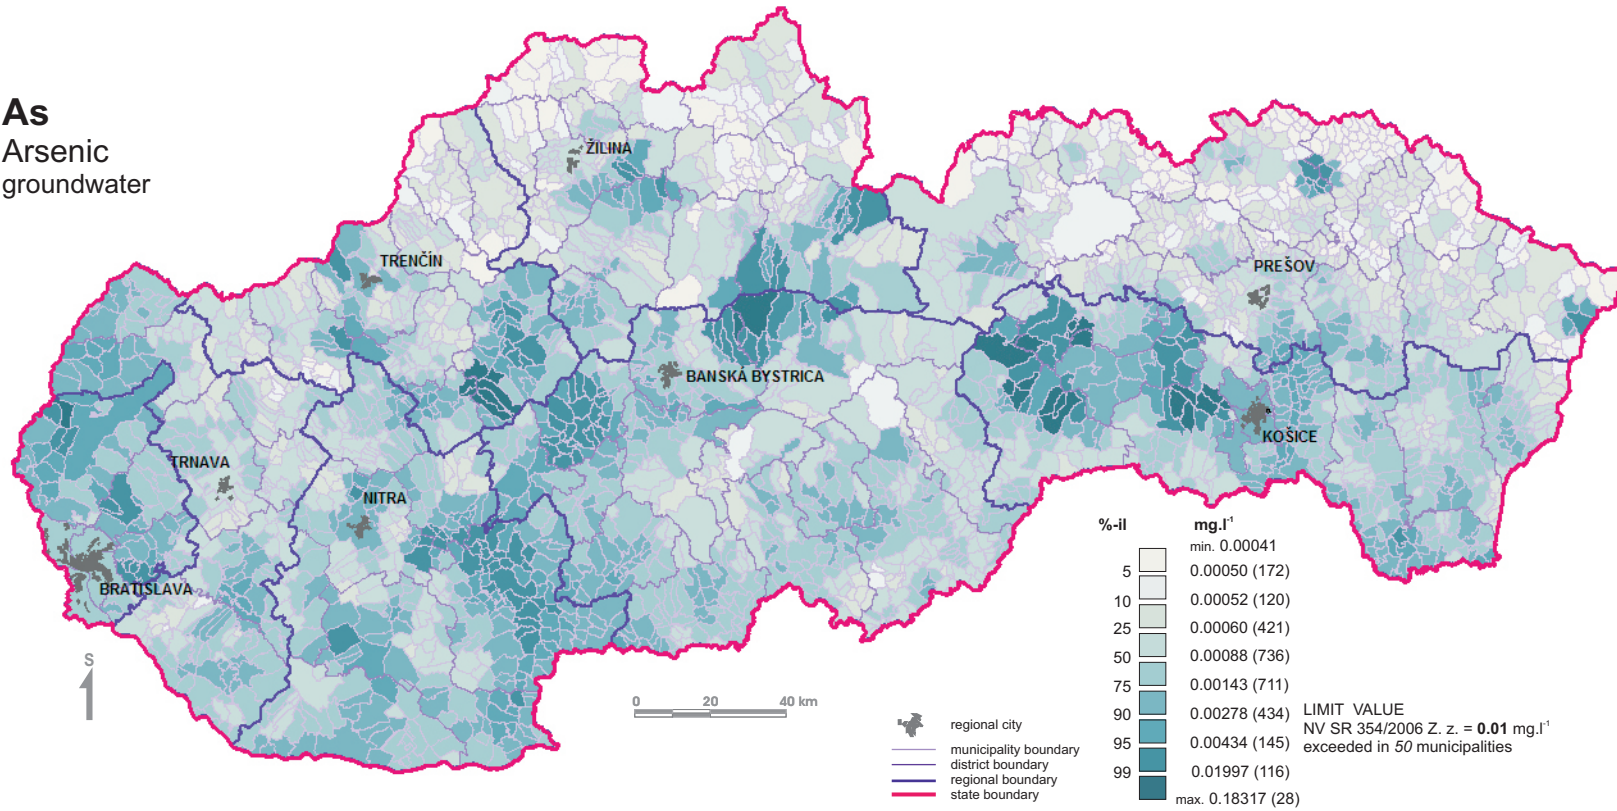 As
Arsenic
groundwater
ŽILINA
TRENČÍN
PREŠOV
BANSKÁ BYSTRICA
KOŠICE
TRNAVA
NITRA
BRATISLAVA
S
0 20 40 km
regional city
municipality boundary
district boundary
regional boundary
state boundary
%-il mg.l⁻¹
min. 0.00041
5 0.00050 (172)
10 0.00052 (120)
25 0.00060 (421)
50 0.00088 (736)
75 0.00143 (711)
90 0.00278 (434)
95 0.00434 (145)
99 0.01997 (116)
max. 0.18317 (28)
LIMIT VALUE
NV SR 354/2006 Z. z. = 0.01 mg.l⁻¹
exceeded in 50 municipalities